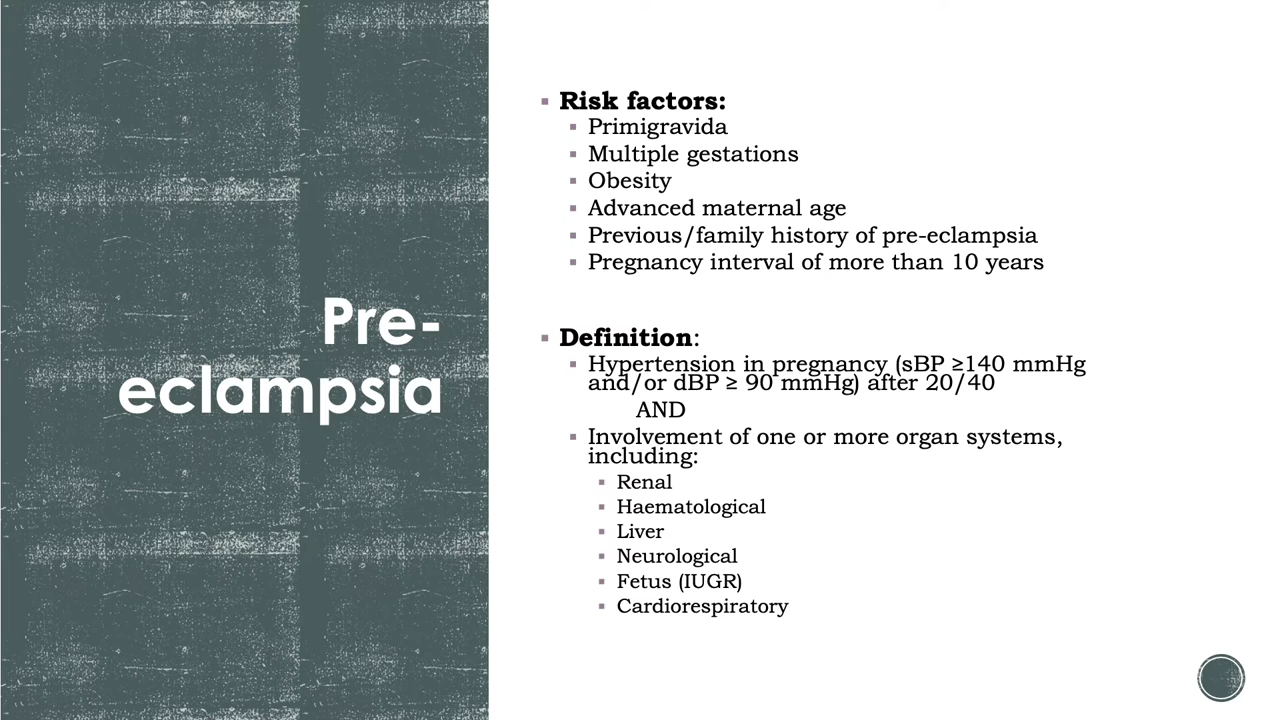 Pre-
eclampsia
Risk factors:
Primigravida
Multiple gestations
Obesity
Advanced maternal age
Previous/family history of pre-eclampsia
Pregnancy interval of more than 10 years
Definition:
Hypertension in pregnancy (sBP ≥140 mmHg
and/or dBP ≥ 90 mmHg) after 20/40
AND
Involvement of one or more organ systems,
including:
Renal
Haematological
Liver
Neurological
Fetus (IUGR)
Cardiorespiratory